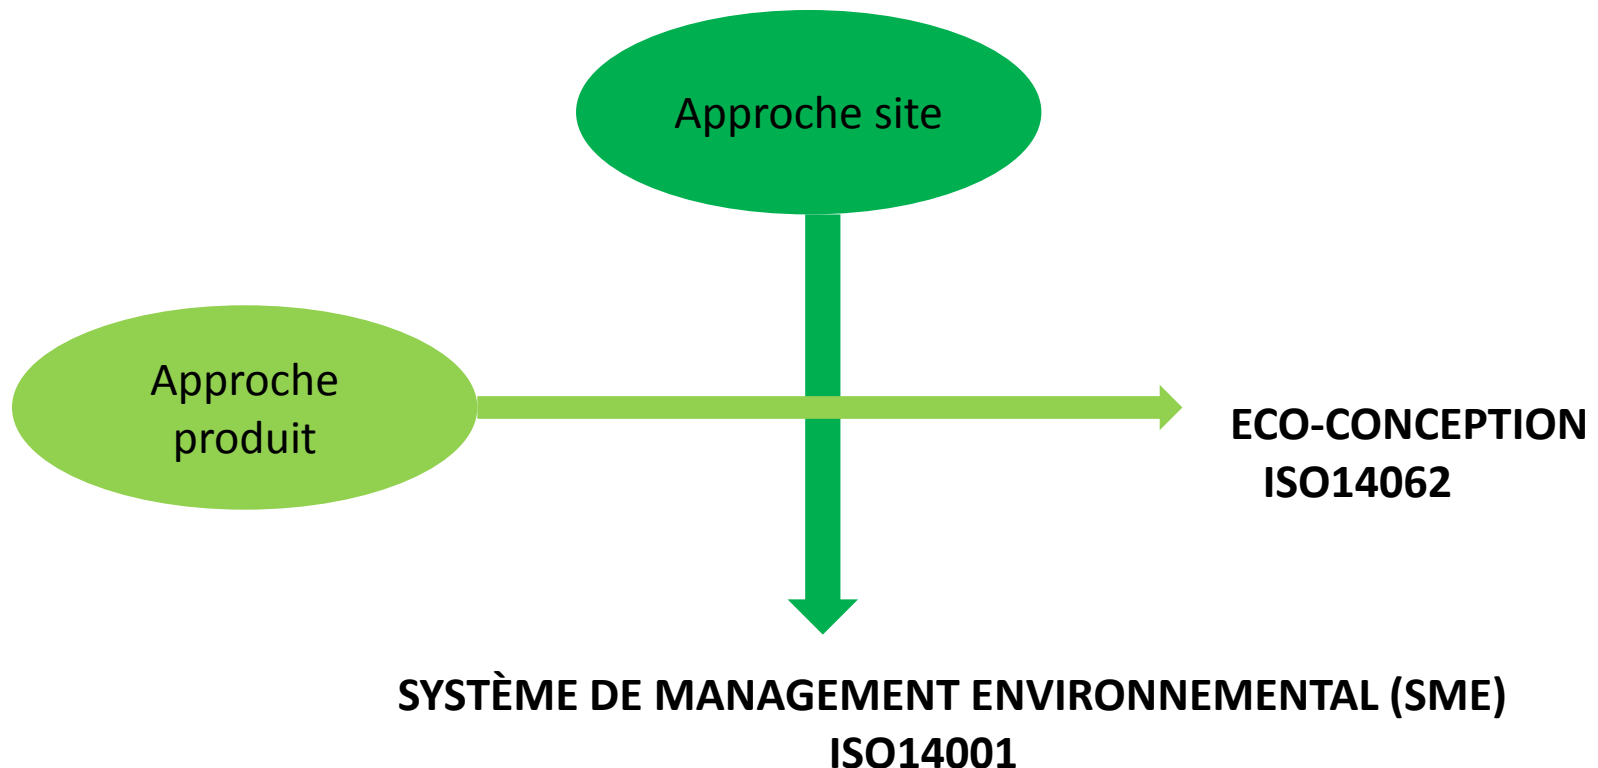 Approche site
Approche
produit
ECO-CONCEPTION
ISO14062
SYSTÈME DE MANAGEMENT ENVIRONNEMENTAL (SME)
ISO14001